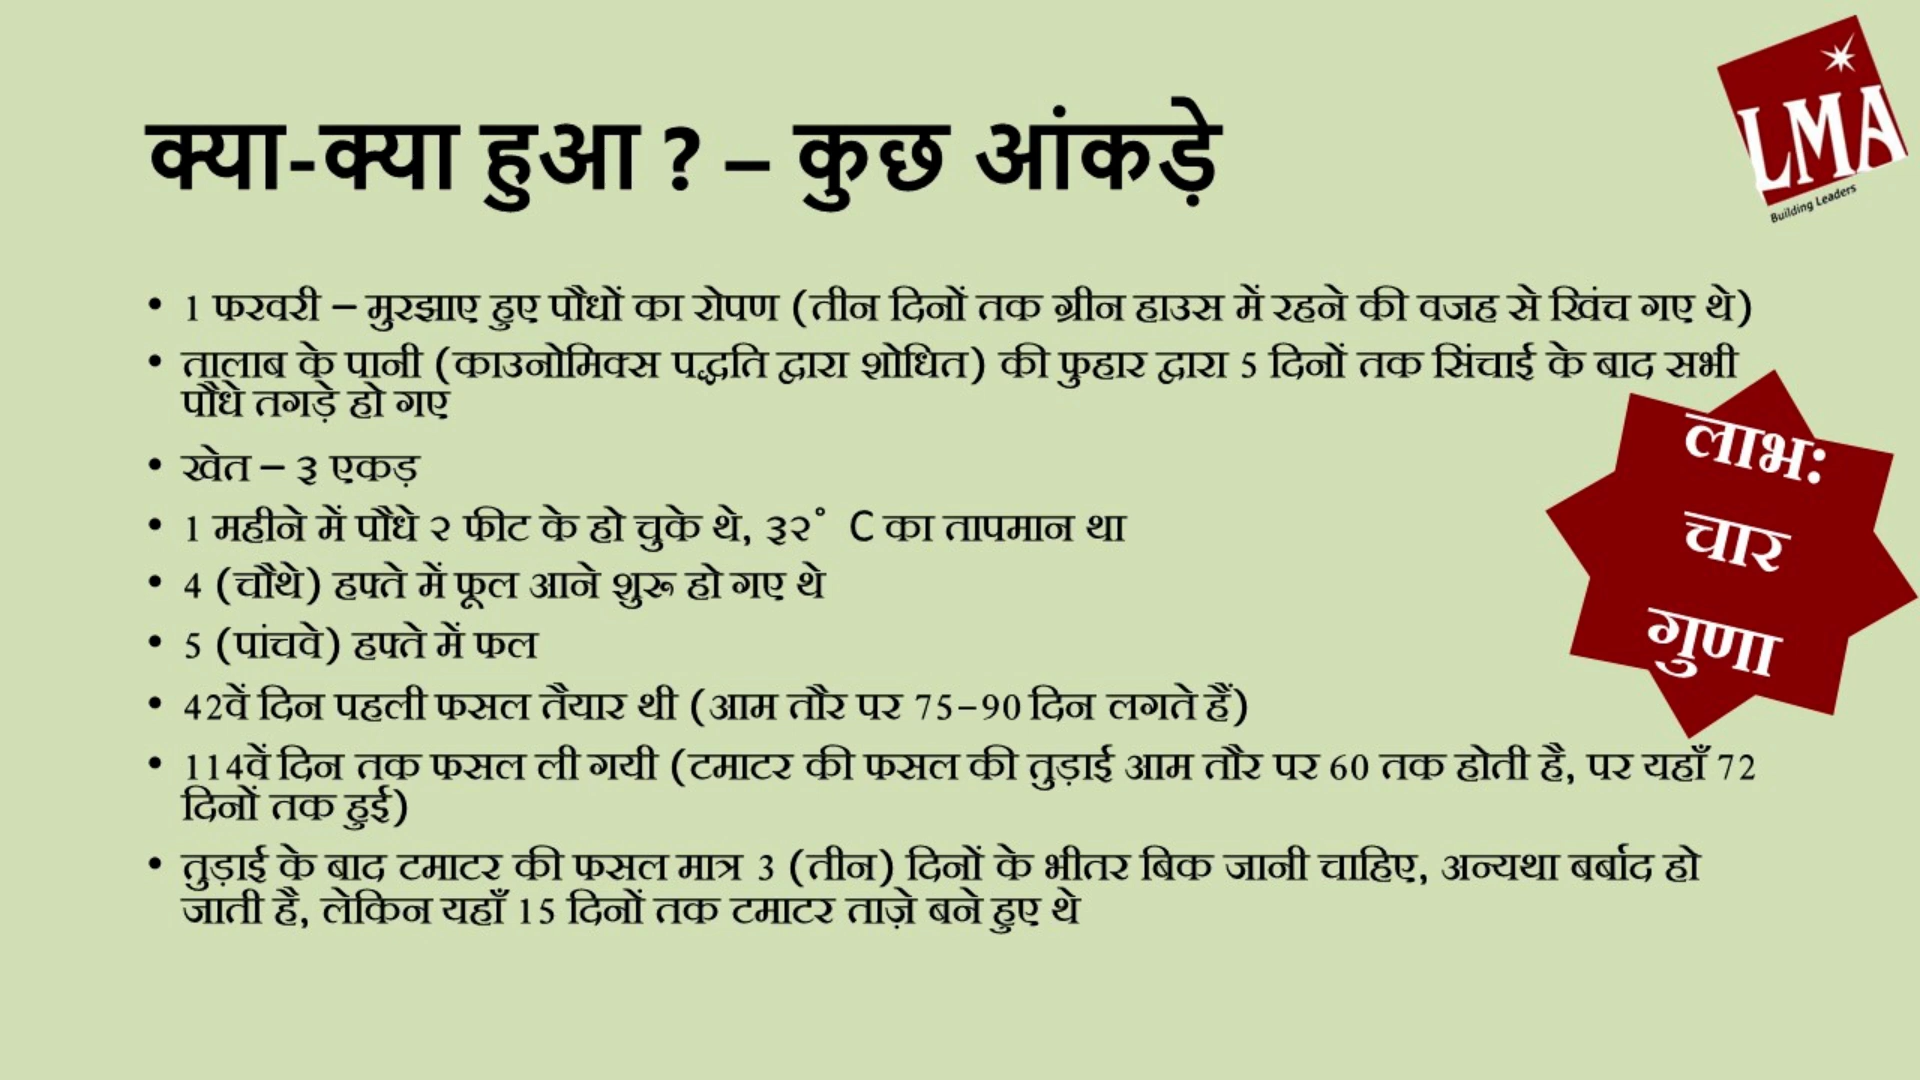 LMA
Building Leaders
क्या-क्या हुआ ? – कुछ आंकड़े
• 1 फरवरी – मुरझाए हुए पौधों का रोपण (तीन दिनों तक ग्रीन हाउस में रहने की वजह से खिंच गए थे)
• तालाब के पानी (काउनोमिक्स पद्धति द्वारा शोधित) की फुहार द्वारा 5 दिनों तक सिंचाई के बाद सभी
पौधे तगड़े हो गए
• खेत – ३ एकड़
• 1 महीने में पौधे २ फीट के हो चुके थे, ३२° C का तापमान था
• 4 (चौथे) हफ्ते में फूल आने शुरू हो गए थे
• 5 (पांचवे) हफ्ते में फल
• 42वें दिन पहली फसल तैयार थी (आम तौर पर 75-90 दिन लगते हैं)
• 114वें दिन तक फसल ली गयी (टमाटर की फसल की तुड़ाई आम तौर पर 60 तक होती है, पर यहाँ 72
दिनों तक हुई)
• तुड़ाई के बाद टमाटर की फसल मात्र 3 (तीन) दिनों के भीतर बिक जानी चाहिए, अन्यथा बर्बाद हो
जाती है, लेकिन यहाँ 15 दिनों तक टमाटर ताज़े बने हुए थे
लाभः
चार
गुणा